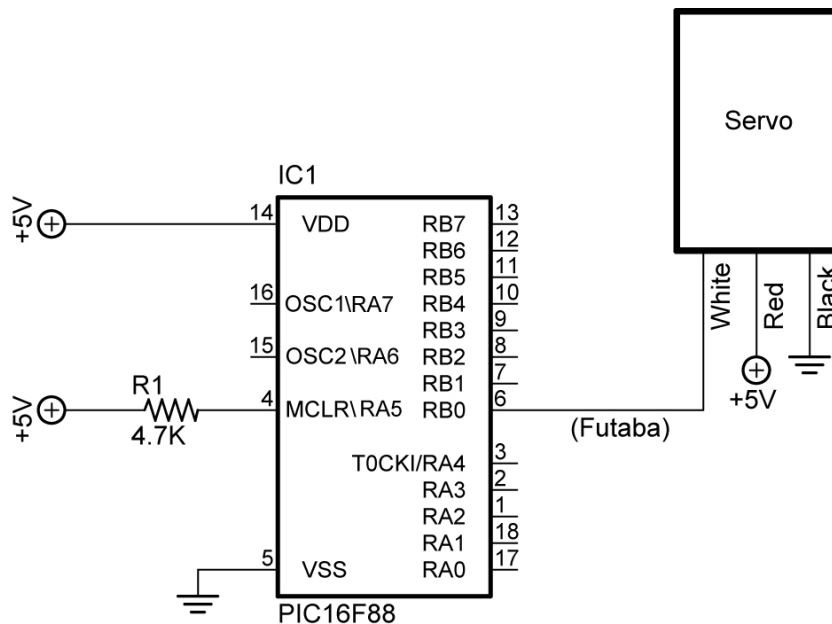 Servo
IC1
+5V
14
VDD
RB7
13
RB6
12
RB5
11
16
OSC1\RA7
RB4
10
RB3
9
15
OSC2\RA6
RB2
8
RB1
7
White
Red
Black
+5V
+5V
R1
4.7K
4
MCLR\RA5
RB0
6
(Futaba)
T0CKI/RA4
3
RA3
2
RA2
1
RA1
18
5
VSS
RA0
17
PIC16F88